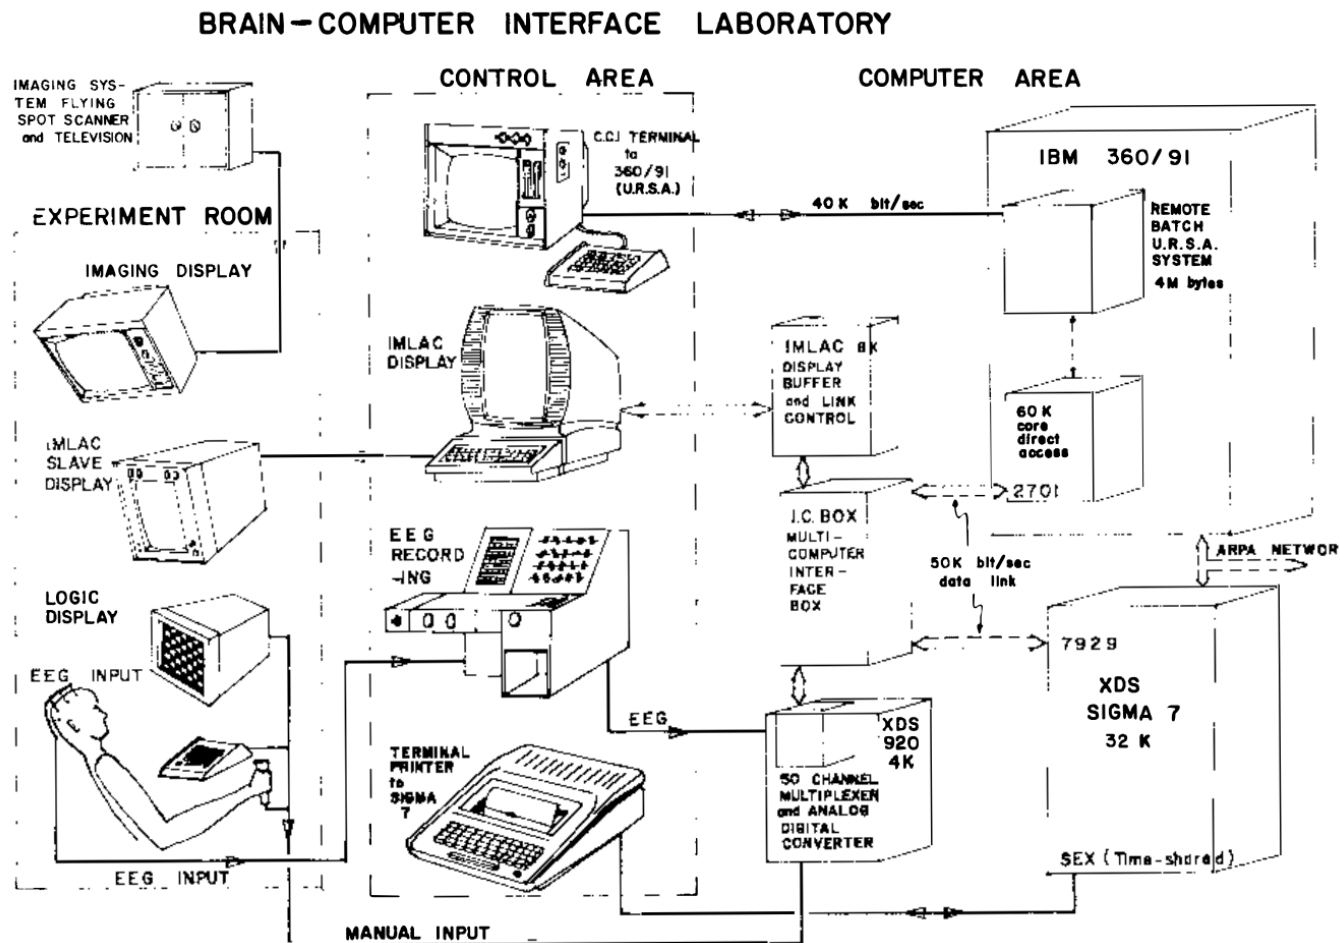 BRAIN-COMPUTER INTERFACE LABORATORY
IMAGING SYS-
TEM FLYING
SPOT SCANNER
and TELEVISION
CONTROL AREA
COMPUTER AREA
C.C.I TERMINAL
to
360/91
(U.R.S.A.)
IBM 360/91
40K bit/sec
REMOTE
BATCH
U.R.S.A.
SYSTEM
4M bytes
EXPERIMENT ROOM
IMAGING DISPLAY
IMLAC
DISPLAY
IMLAC 8K
DISPLAY
BUFFER
and LINK
CONTROL
60K
core
direct
access
2701
IMLAC
SLAVE
DISPLAY
EEG
RECORD
-ING
I.C. BOX
MULTI-
COMPUTER
INTER-
FACE
BOX
50K bit/sec
data link
ARPA NETWOR
LOGIC
DISPLAY
7929
XDS
SIGMA 7
32 K
EEG INPUT
EEG
XDS
920
4K
50 CHANNEL
MULTIPLEXER
and ANALOG
DIGITAL
CONVERTER
TERMINAL
PRINTER
to
SIGMA
7
SEX (Time-shared)
EEG INPUT
MANUAL INPUT